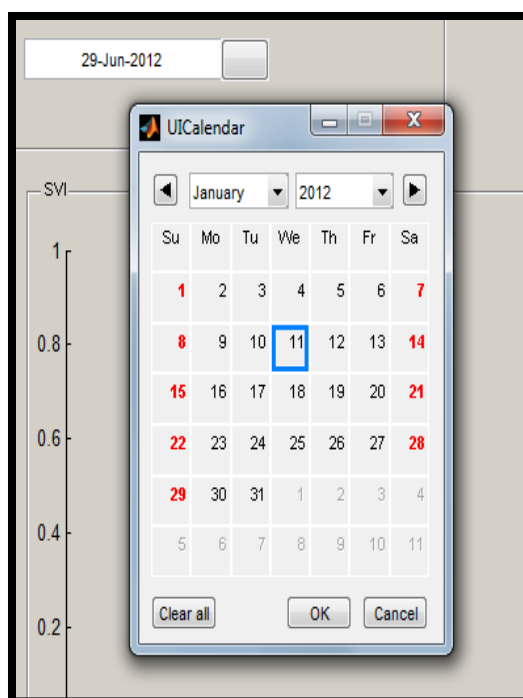 29-Jun-2012
UICalendar
SVI
January 2012
Su Mo Tu We Th Fr Sa
1 2 3 4 5 6 7
8 9 10 11 12 13 14
15 16 17 18 19 20 21
22 23 24 25 26 27 28
29 30 31 1 2 3 4
5 6 7 8 9 10 11
Clear all OK Cancel
1
0.8
0.6
0.4
0.2